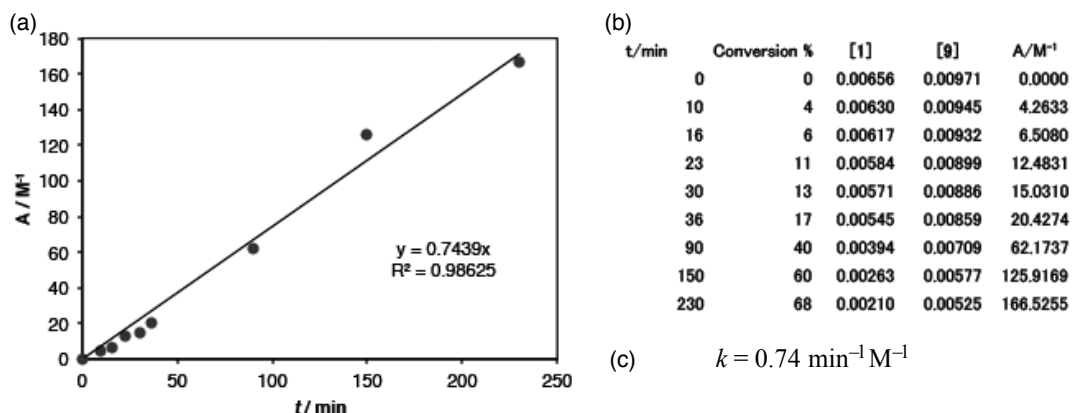 (a)
180
160
140
120
100
80
60
40
20
0
A / M⁻¹
y = 0.7439x
R² = 0.98625
0 50 100 150 200 250
t/ min
(b)
t/min Conversion % [1] [9] A/M⁻¹
0 0 0.00656 0.00971 0.0000
10 4 0.00630 0.00945 4.2633
16 6 0.00617 0.00932 6.5080
23 11 0.00584 0.00899 12.4831
30 13 0.00571 0.00886 15.0310
36 17 0.00545 0.00859 20.4274
90 40 0.00394 0.00709 62.1737
150 60 0.00263 0.00577 125.9169
230 68 0.00210 0.00525 166.5255
(c) k = 0.74 min⁻¹ M⁻¹